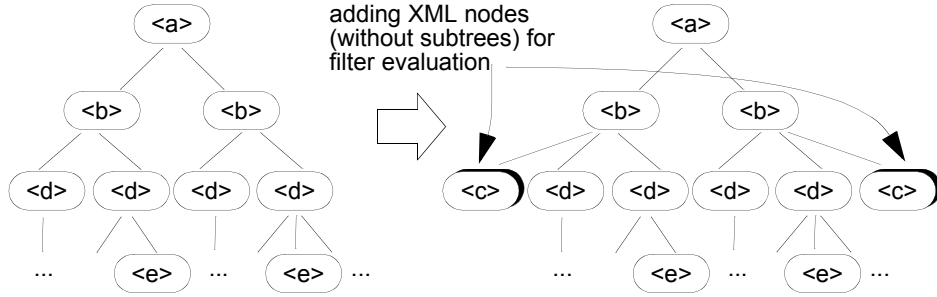 <a>
adding XML nodes
(without subtrees) for
filter evaluation
<a>
<b> <b>
<b> <b>
<d> <d> <d> <d>
<c> <d> <d> <d> <d> <c>
... <e> ... <e> ...
... <e> ... <e> ...